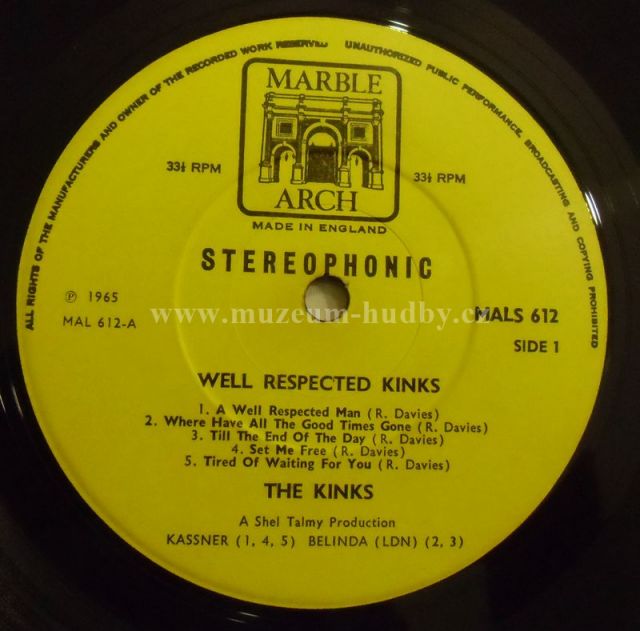 ALL RIGHTS OF THE MANUFACTURERS AND OWNER OF THE RECORDED WORK RESERVED
UNAUTHORIZED PUBLIC PERFORMANCE, BROADCASTING AND COPYING PROHIBITED
MARBLE
ARCH
33⅓ RPM
33⅓ RPM
MADE IN ENGLAND
STEREOPHONIC
℗ 1965
MAL 612-A
www.muzeum-hudby.cz
MALS 612
SIDE 1
WELL RESPECTED KINKS
1. A Well Respected Man (R. Davies)
2. Where Have All The Good Times Gone (R. Davies)
3. Till The End Of The Day (R. Davies)
4. Set Me Free (R. Davies)
5. Tired Of Waiting For You (R. Davies)
THE KINKS
A Shel Talmy Production
KASSNER (1, 4, 5) BELINDA (LDN) (2, 3)